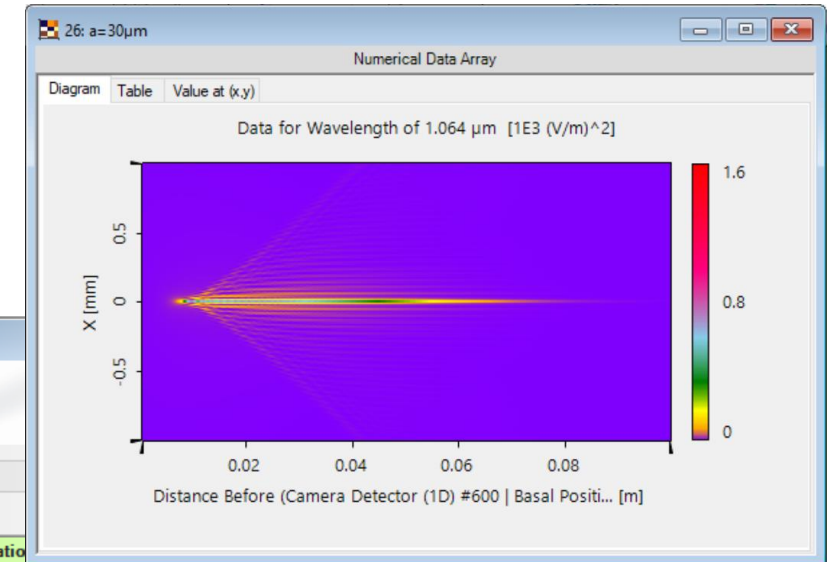 26: a=30µm
Numerical Data Array
Diagram Table Value at (x,y)
Data for Wavelength of 1.064 µm [1E3 (V/m)^2]
1.6
0.8
0
X [mm]
0.5
0
-0.5
0.02 0.04 0.06 0.08
Distance Before (Camera Detector (1D) #600 | Basal Positi... [m]
atio